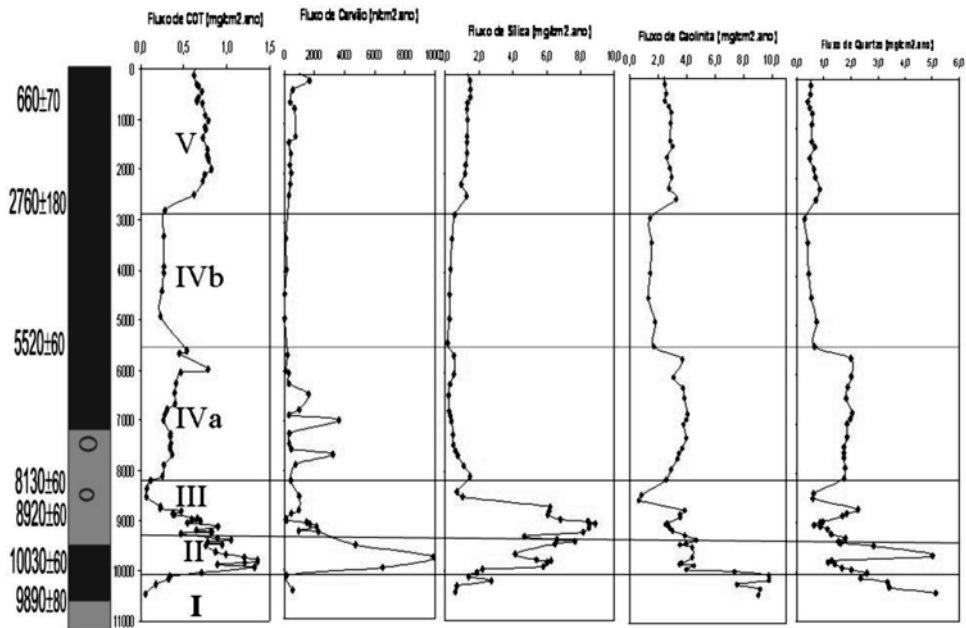 Fluxo de COT (mg/cm2.ano)
0,0 0,5 1,0 1,5
Fluxo de Carvão (n/cm2.ano)
0 2000 4000 6000 8000 10000
Fluxo de Sílica (mg/cm2.ano)
0,0 2,0 4,0 6,0 8,0 10,0
Fluxo de Caolinita (mg/cm2.ano)
0,0 2,0 4,0 6,0 8,0 10,0
Fluxo de Quartzo (mg/cm2.ano)
0,0 1,0 2,0 3,0 4,0 5,0 6,0
0
1000
2000
3000
4000
5000
6000
7000
8000
9000
10000
11000
660±70
2760±180
5520±60
8130±60
8920±60
10030±60
9890±80
V
IVb
IVa
III
II
I